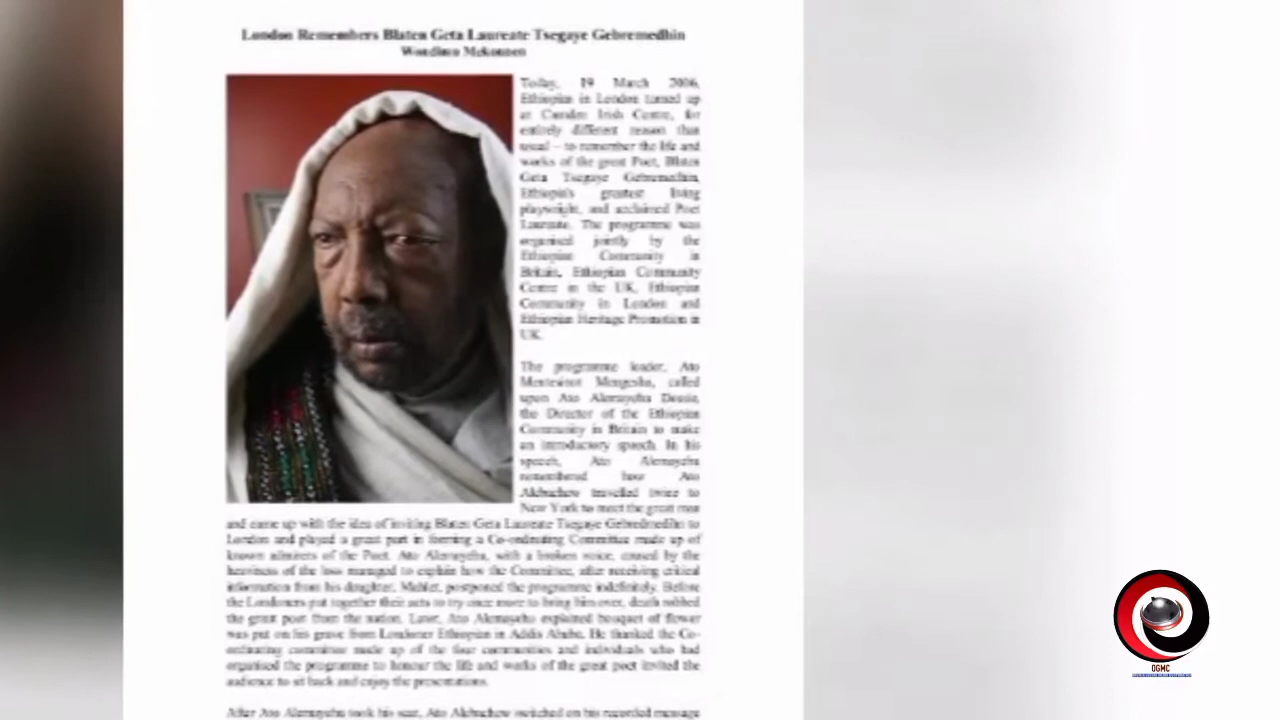 London Remembers Blaten Geta Laureate Tsegaye Gebremedhin
Wondimu Mekonnen
Today, 19 March 2006,
Ethiopian in London turned up
at Camden Irish Centre, for
entirely different reason than
usual – to remember the life and
works of the great Poet, Blaten
Geta Tsegaye Gebremedhin,
Ethiopia's greatest living
playwright, and acclaimed Poet
Laureate. The programme was
organised jointly by the
Ethiopian Community in
Britain, Ethiopian Community
Centre in the UK, Ethiopian
Community in London and
Ethiopian Heritage Promotion in
UK.
The programme leader, Ato
Mengesha, called
upon Ato Alemayehu
the Director of the Ethiopian
Community in Britain to make
an introductory speech. In his
speech, Ato Alemayehu
remembered how Ato
travelled twice to
New York to meet the great man
and came up with the idea of inviting Blaten Geta Laureate Tsegaye Gebredmedihn to
London and played a great part in forming a Co-ordinating Committee made up of
known admirers of the Poet. Ato Alemayehu, with a broken voice, caused by the
heaviness of the loss managed to explain how the Committee, after receiving critical
information from his daughter, Mahlet, postponed the programme indefinitely. Before
the Londoners put together their acts to try once more to bring him over, death robbed
the great poet from the nation. Later, Ato Alemayehu explained bouquet of flower
was put on his grave from Londoner Ethiopian in Addis Ababa. He thanked the Co-
ordinating committee made up of the four communities and individuals who had
organised the programme to honour the life and works of the great poet invited the
audience to sit back and enjoy the presentations.
After Ato Alemayehu took his seat, Ato switched on his recorded message
OGMC